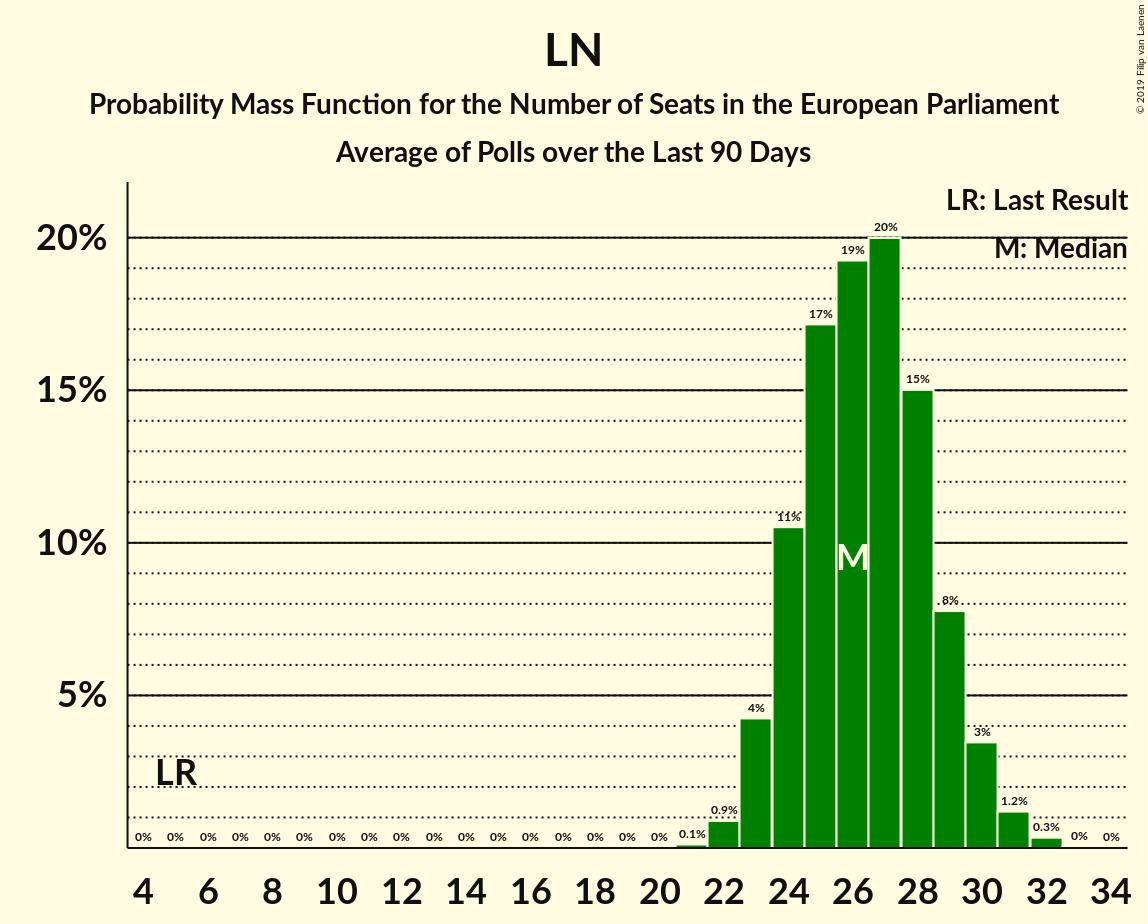 LN
Probability Mass Function for the Number of Seats in the European Parliament
Average of Polls over the Last 90 Days
© 2019 Filip van Laenen
LR: Last Result
M: Median
20%
15%
10%
5%
LR
M
0% 0% 0% 0% 0% 0% 0% 0% 0% 0% 0% 0% 0% 0% 0% 0% 0% 0.1% 0.9% 4% 11% 17% 19% 20% 15% 8% 3% 1.2% 0.3% 0% 0%
4 6 8 10 12 14 16 18 20 22 24 26 28 30 32 34